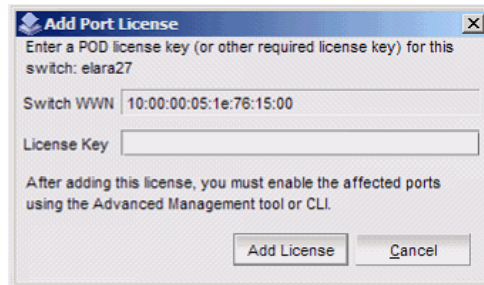 Add Port License
Enter a POD license key (or other required license key) for this
switch: elara27
Switch WWN 10:00:00:05:1e:76:15:00
License Key
After adding this license, you must enable the affected ports
using the Advanced Management tool or CLI.
Add License Cancel